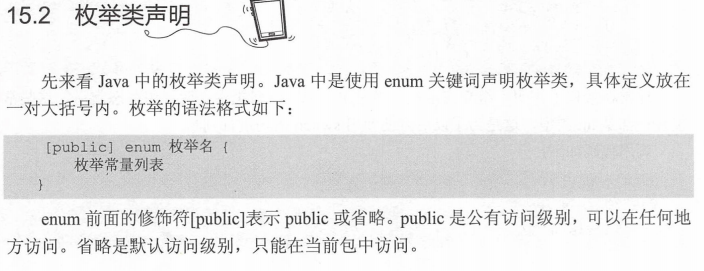 15.2 枚举类声明
先来看 Java 中的枚举类声明。Java 中是使用 enum 关键词声明枚举类，具体定义放在
一对大括号内。枚举的语法格式如下：
[public] enum 枚举名 {
枚举常量列表
}
enum 前面的修饰符[public]表示 public 或省略。public 是公有访问级别，可以在任何地
方访问。省略是默认访问级别，只能在当前包中访问。